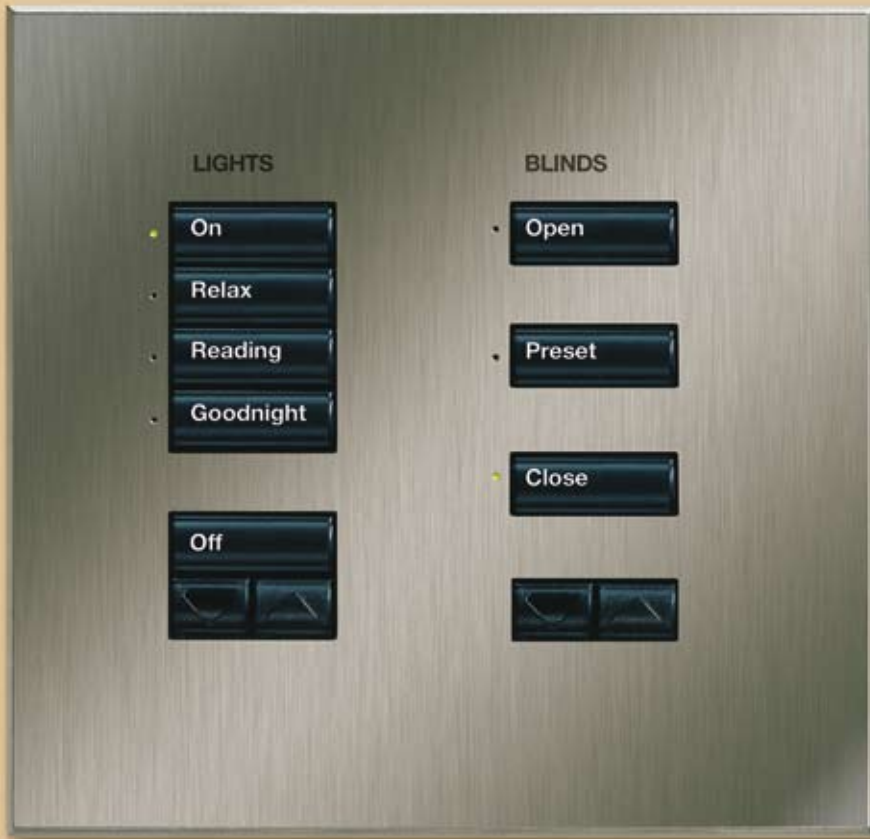 LIGHTS
On
Relax
Reading
Goodnight
Off
BLINDS
Open
Preset
Close